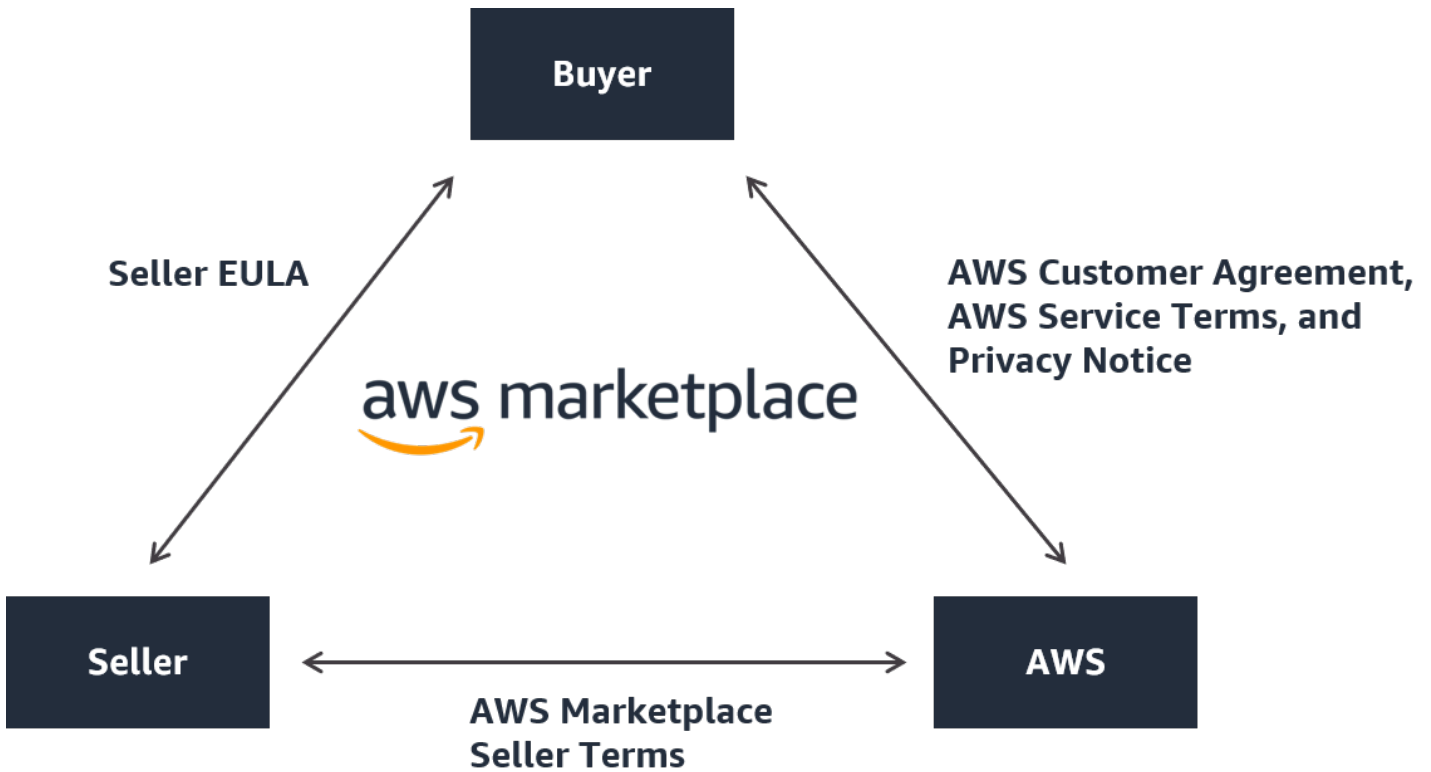 Buyer
Seller EULA
AWS Customer Agreement,
AWS Service Terms, and
Privacy Notice
aws marketplace
Seller
AWS
AWS Marketplace
Seller Terms